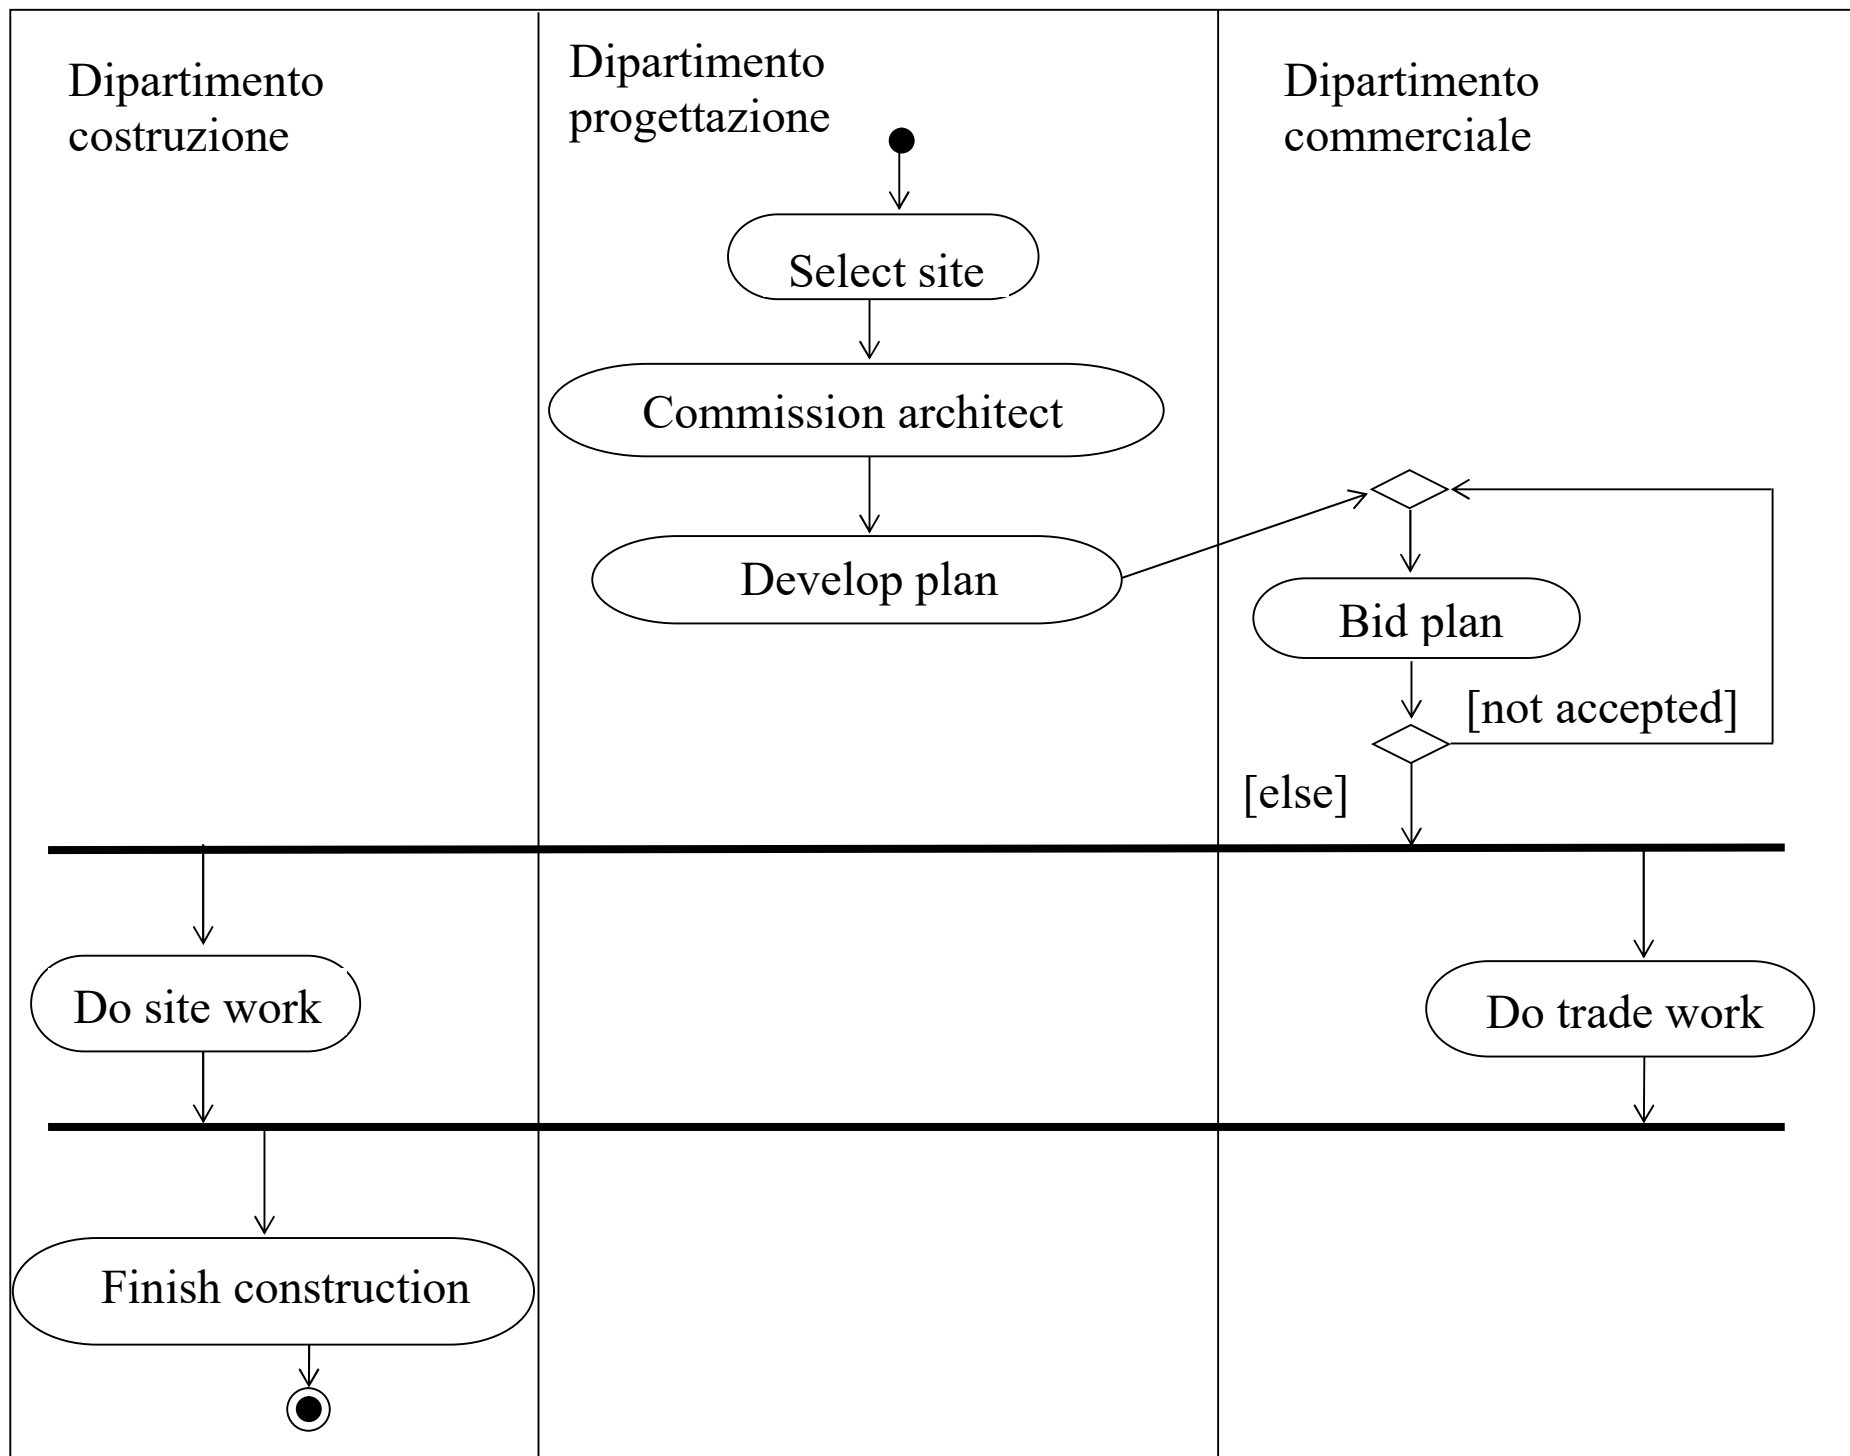 Dipartimento
costruzione
Dipartimento
progettazione
Dipartimento
commerciale
Select site
Commission architect
Develop plan
Bid plan
[not accepted]
[else]
Do site work
Do trade work
Finish construction